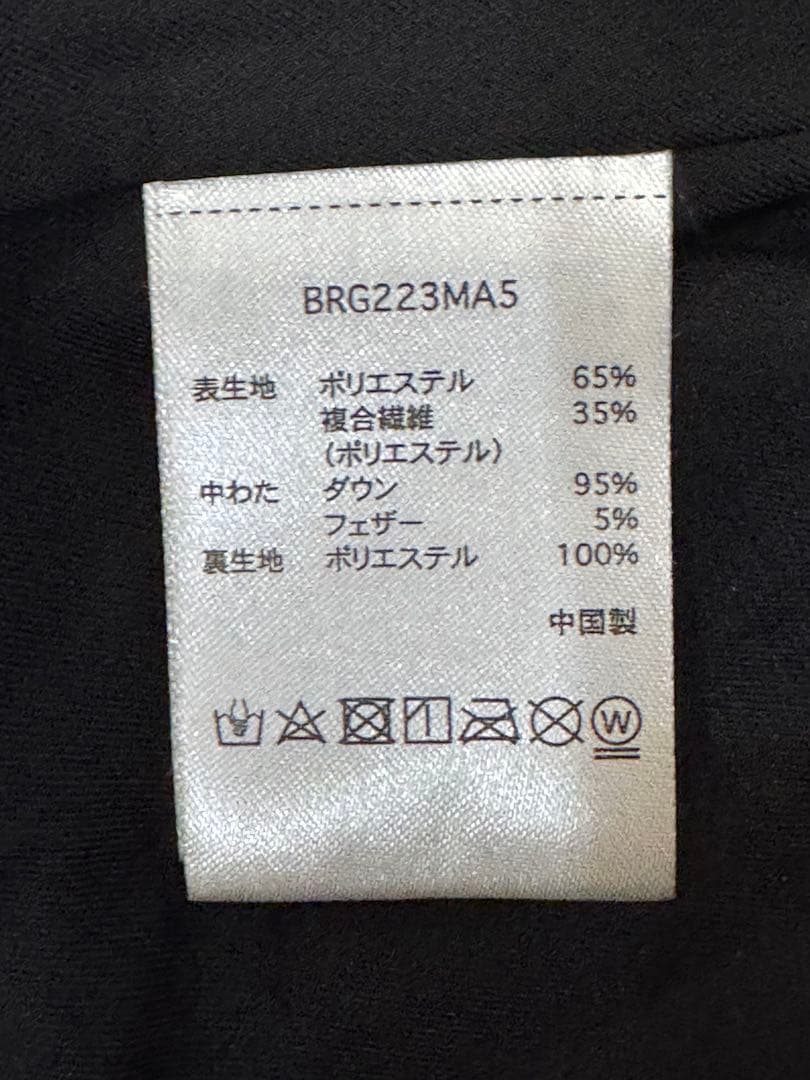 BRG223MA5
表生地 ポリエステル 65%
複合繊維 35%
(ポリエステル)
中わた ダウン 95%
フェザー 5%
裏生地 ポリエステル 100%
中国製
W